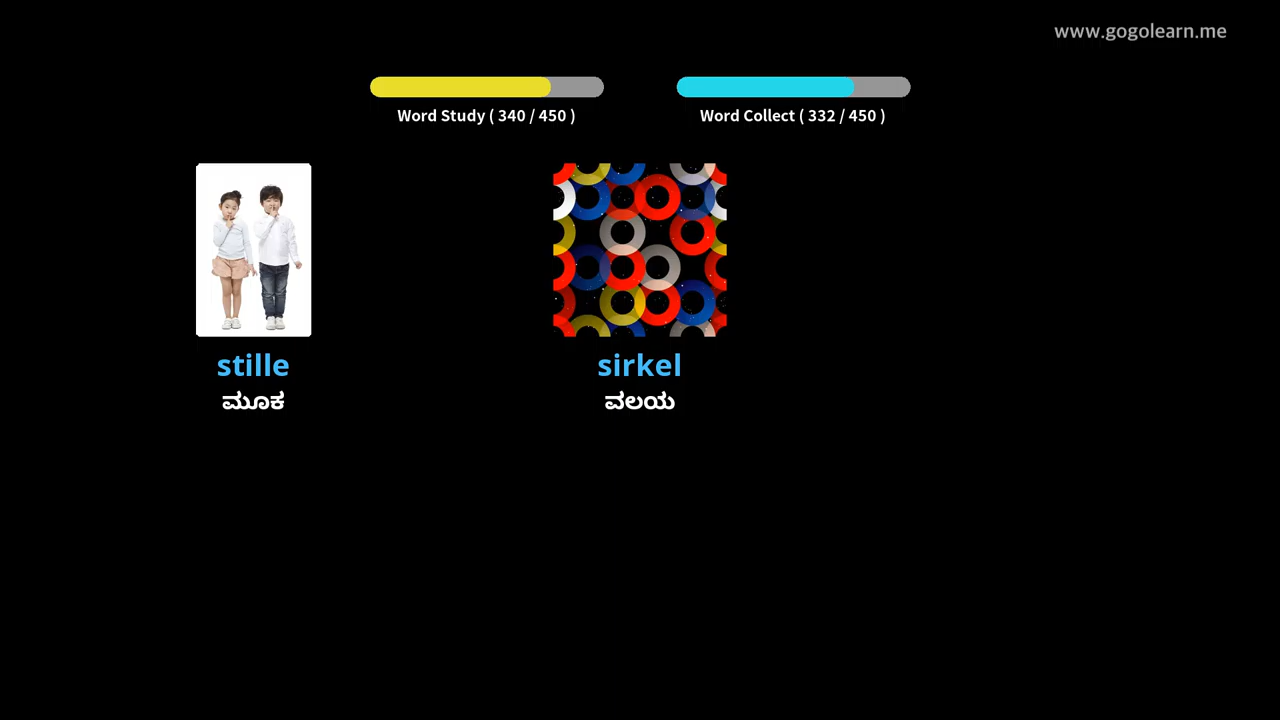 www.gogolearn.me
Word Study ( 340 / 450 )
Word Collect ( 332 / 450 )
stille
ಮೂಕ
sirkel
ವಲಯ